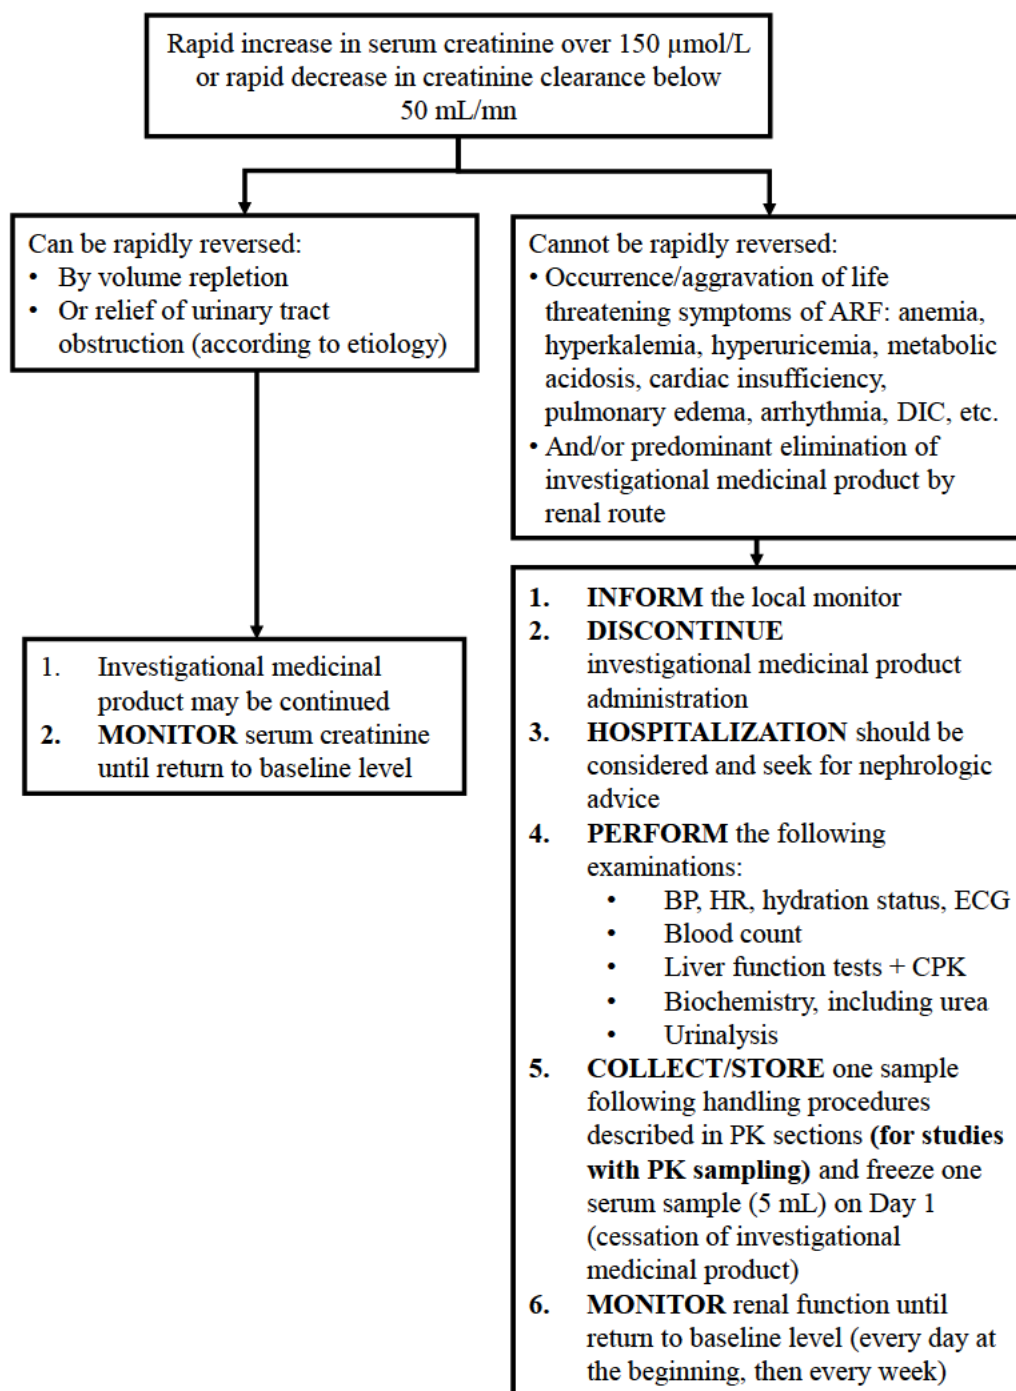 Rapid increase in serum creatinine over 150 µmol/L
or rapid decrease in creatinine clearance below
50 mL/mn
Can be rapidly reversed:
• By volume repletion
• Or relief of urinary tract
obstruction (according to etiology)
1. Investigational medicinal
product may be continued
2. MONITOR serum creatinine
until return to baseline level
Cannot be rapidly reversed:
• Occurrence/aggravation of life
threatening symptoms of ARF: anemia,
hyperkalemia, hyperuricemia, metabolic
acidosis, cardiac insufficiency,
pulmonary edema, arrhythmia, DIC, etc.
• And/or predominant elimination of
investigational medicinal product by
renal route
1. INFORM the local monitor
2. DISCONTINUE
investigational medicinal product
administration
3. HOSPITALIZATION should be
considered and seek for nephrologic
advice
4. PERFORM the following
examinations:
• BP, HR, hydration status, ECG
• Blood count
• Liver function tests + CPK
• Biochemistry, including urea
• Urinalysis
5. COLLECT/STORE one sample
following handling procedures
described in PK sections (for studies
with PK sampling) and freeze one
serum sample (5 mL) on Day 1
(cessation of investigational
medicinal product)
6. MONITOR renal function until
return to baseline level (every day at
the beginning, then every week)